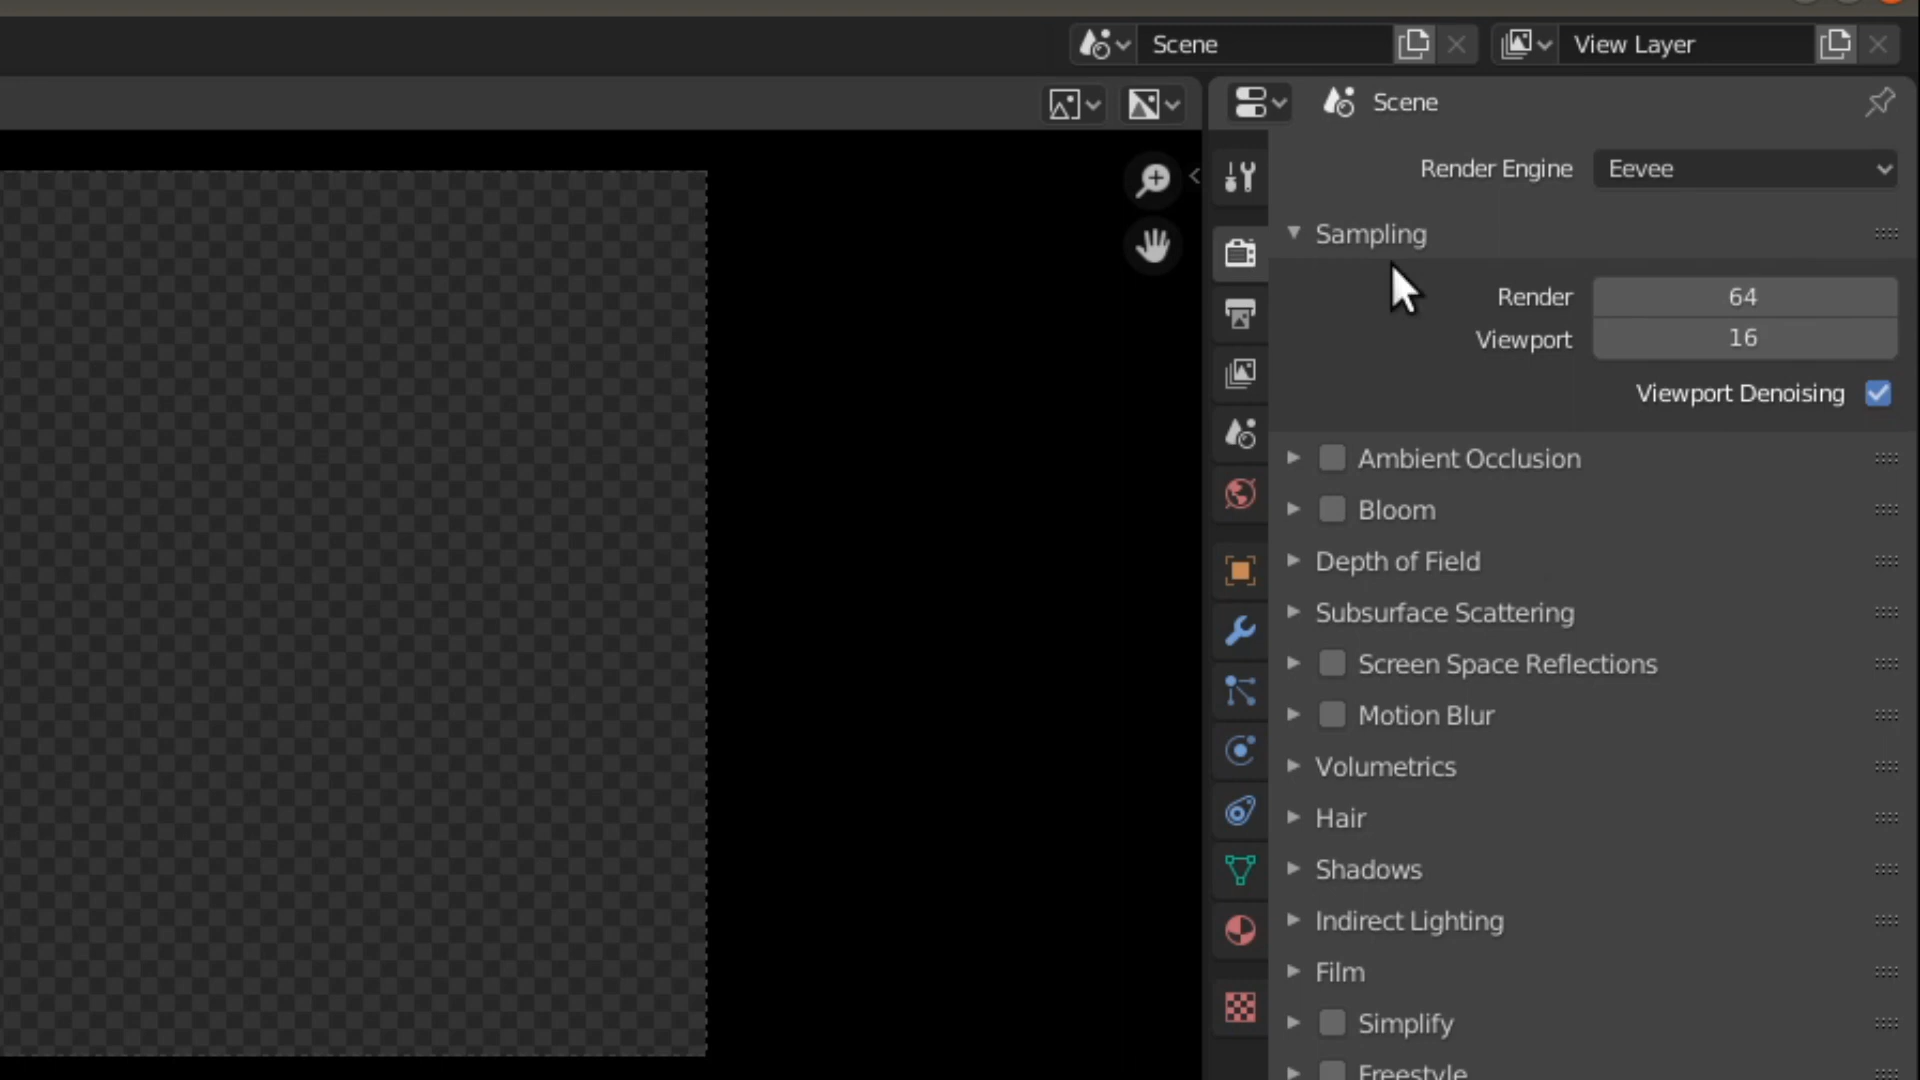 Scene
View Layer
Scene
Render Engine
Eevee
Sampling
Render
64
Viewport
16
Viewport Denoising
Ambient Occlusion
Bloom
Depth of Field
Subsurface Scattering
Screen Space Reflections
Motion Blur
Volumetrics
Hair
Shadows
Indirect Lighting
Film
Simplify
Freestyle